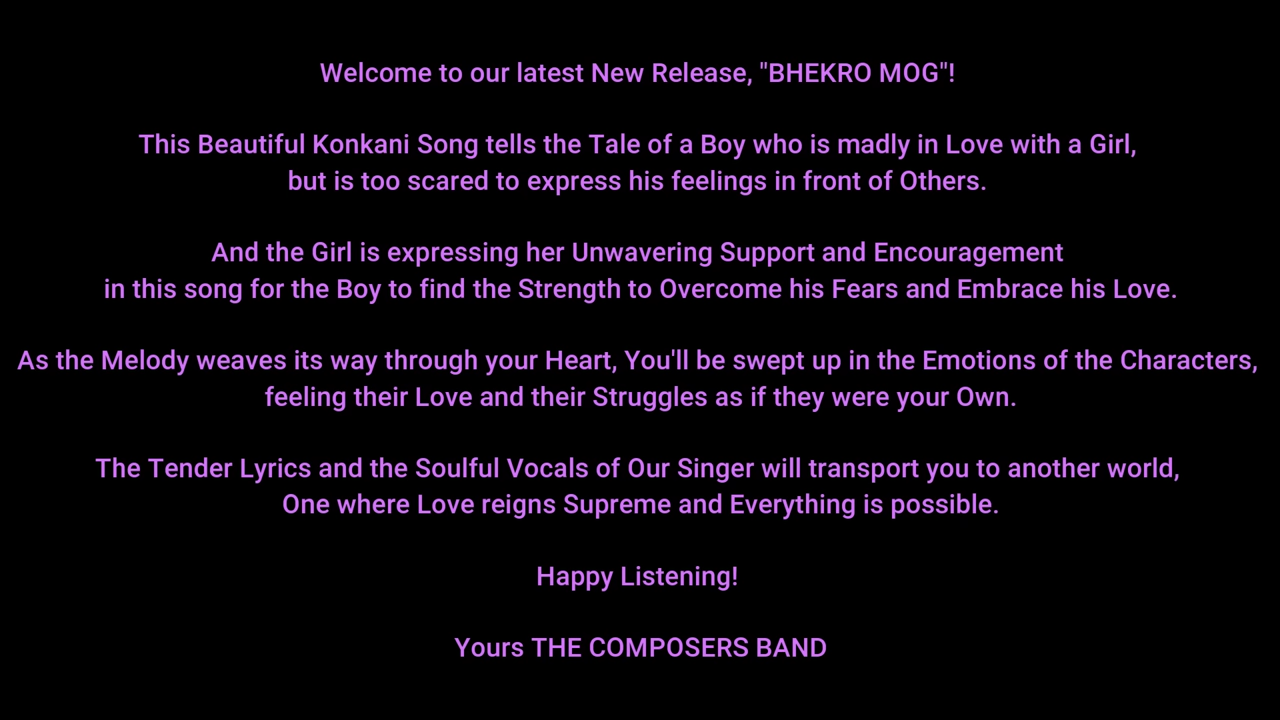 Welcome to our latest New Release, "BHEKRO MOG"!
This Beautiful Konkani Song tells the Tale of a Boy who is madly in Love with a Girl,
but is too scared to express his feelings in front of Others.
And the Girl is expressing her Unwavering Support and Encouragement
in this song for the Boy to find the Strength to Overcome his Fears and Embrace his Love.
As the Melody weaves its way through your Heart, You'll be swept up in the Emotions of the Characters,
feeling their Love and their Struggles as if they were your Own.
The Tender Lyrics and the Soulful Vocals of Our Singer will transport you to another world,
One where Love reigns Supreme and Everything is possible.
Happy Listening!
Yours THE COMPOSERS BAND